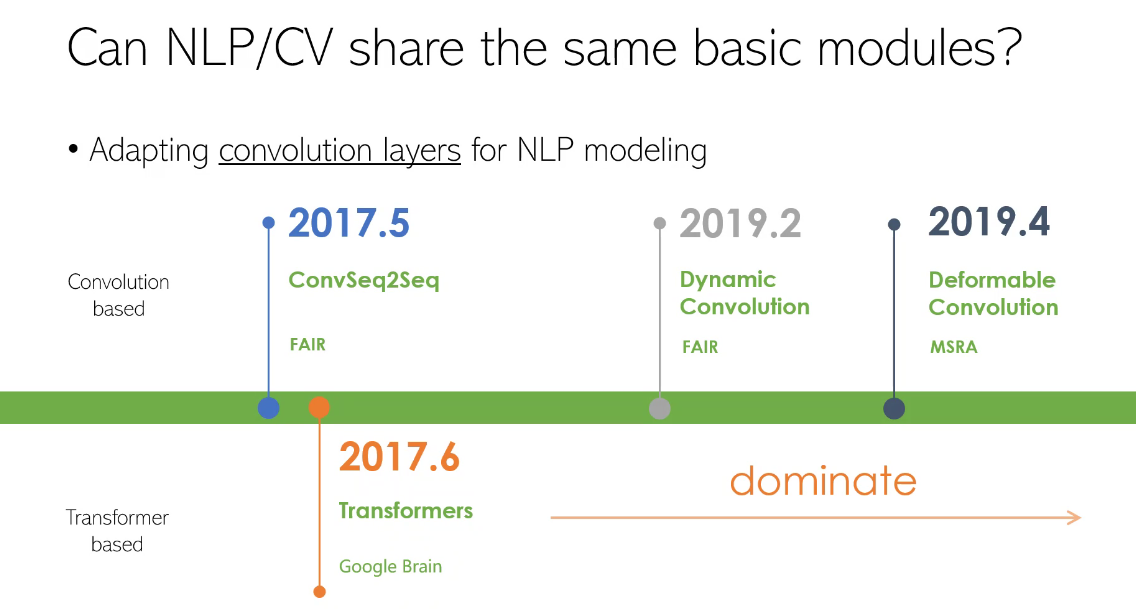 Can NLP/CV share the same basic modules?
• Adapting convolution layers for NLP modeling
2017.5
2019.2
2019.4
Convolution
based
ConvSeq2Seq
FAIR
Dynamic
Convolution
FAIR
Deformable
Convolution
MSRA
2017.6
dominate
Transformer
based
Transformers
Google Brain